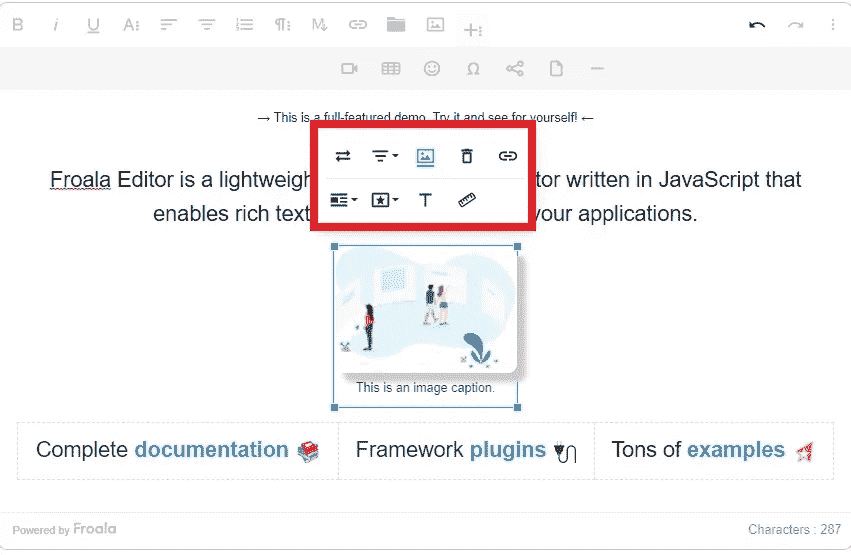 → This is a full-featured demo. Try it and see for yourself! ←
Froala Editor is a lightweigh tor written in JavaScript that
enables rich text your applications.
This is an image caption.
Complete documentation
Framework plugins
Tons of examples
Powered by Froala
Characters : 287